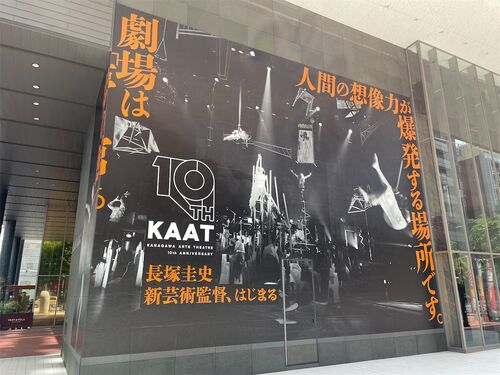 劇場は
人間の想像力が爆発する場所です。
10TH
KAAT
KANAGAWA ARTS THEATRE
10th ANNIVERSARY
長塚圭史
新芸術監督、はじまる